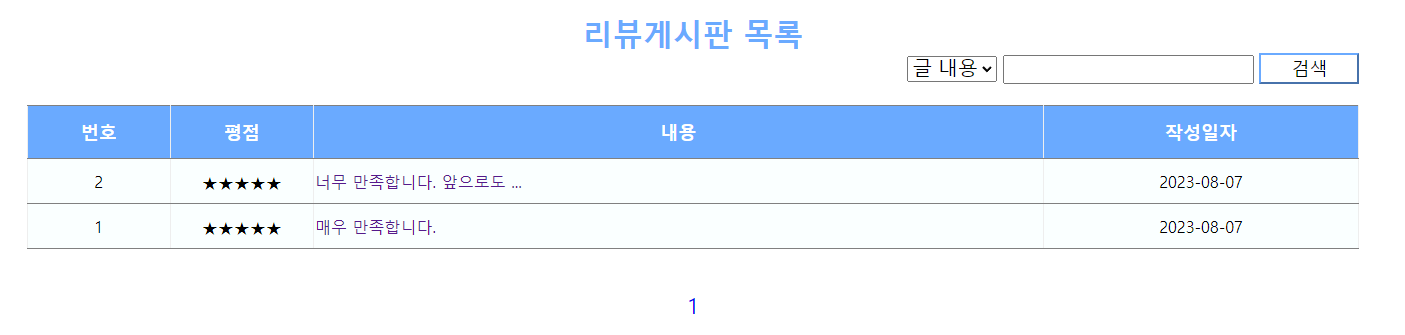 리뷰게시판 목록
글 내용 검색
번호 평점 내용 작성일자
2 ★★★★★ 너무 만족합니다. 앞으로도 ... 2023-08-07
1 ★★★★★ 매우 만족합니다. 2023-08-07
1